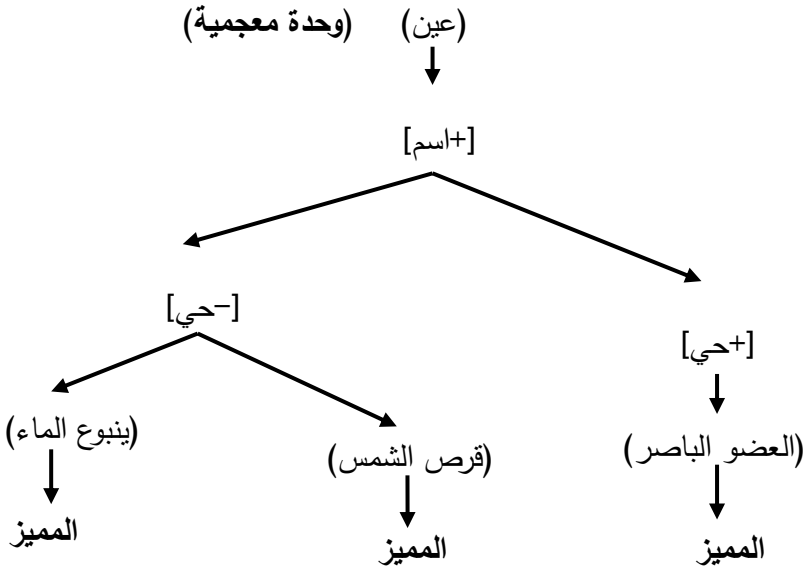 (عين) (وحدة معجمية)
[+اسم]
[-حي]
[+حي]
(ينبوع الماء)
(قرص الشمس)
(العضو الباصر)
المميز
المميز
المميز